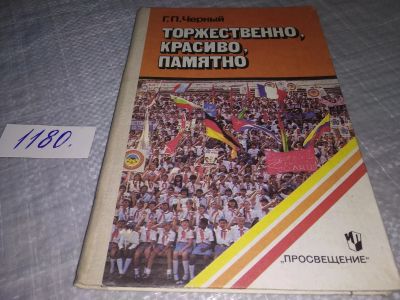 Г.П.Черный
ТОРЖЕСТВЕННО,
КРАСИВО,
ПАМЯТНО
1180.
„ПРОСВЕЩЕНИЕ"